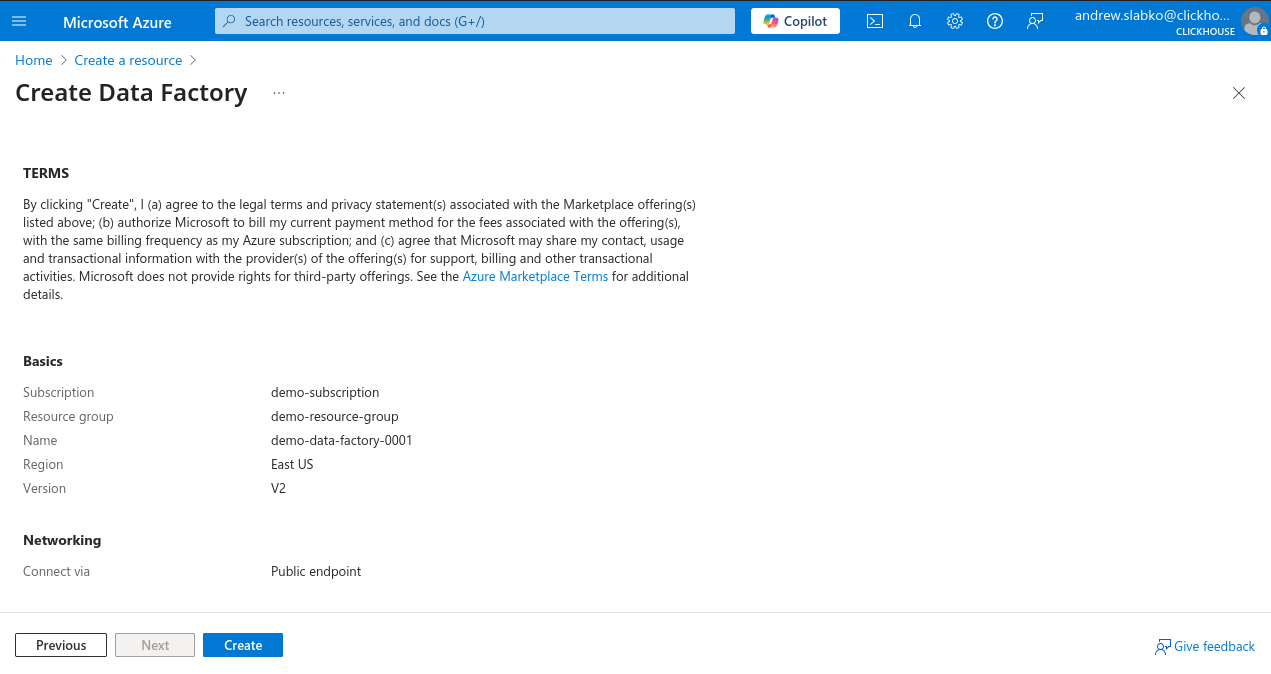 Microsoft Azure
Search resources, services, and docs (G+/)
Copilot
andrew.slabko@clickho...
CLICKHOUSE
Home > Create a resource >
Create Data Factory ...
TERMS
By clicking "Create", I (a) agree to the legal terms and privacy statement(s) associated with the Marketplace offering(s)
listed above; (b) authorize Microsoft to bill my current payment method for the fees associated with the offering(s),
with the same billing frequency as my Azure subscription; and (c) agree that Microsoft may share my contact, usage
and transactional information with the provider(s) of the offering(s) for support, billing and other transactional
activities. Microsoft does not provide rights for third-party offerings. See the Azure Marketplace Terms for additional
details.
Basics
Subscription demo-subscription
Resource group demo-resource-group
Name demo-data-factory-0001
Region East US
Version V2
Networking
Connect via Public endpoint
Previous Next Create
Give feedback